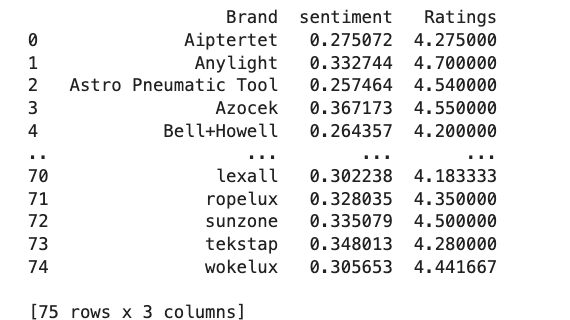 Brand sentiment Ratings
0 Aiptertet 0.275072 4.275000
1 Anylight 0.332744 4.700000
2 Astro Pneumatic Tool 0.257464 4.540000
3 Azocek 0.367173 4.550000
4 Bell+Howell 0.264357 4.200000
.. ... ... ...
70 lexall 0.302238 4.183333
71 ropelux 0.328035 4.350000
72 sunzone 0.335079 4.500000
73 tekstap 0.348013 4.280000
74 wokelux 0.305653 4.441667
[75 rows x 3 columns]